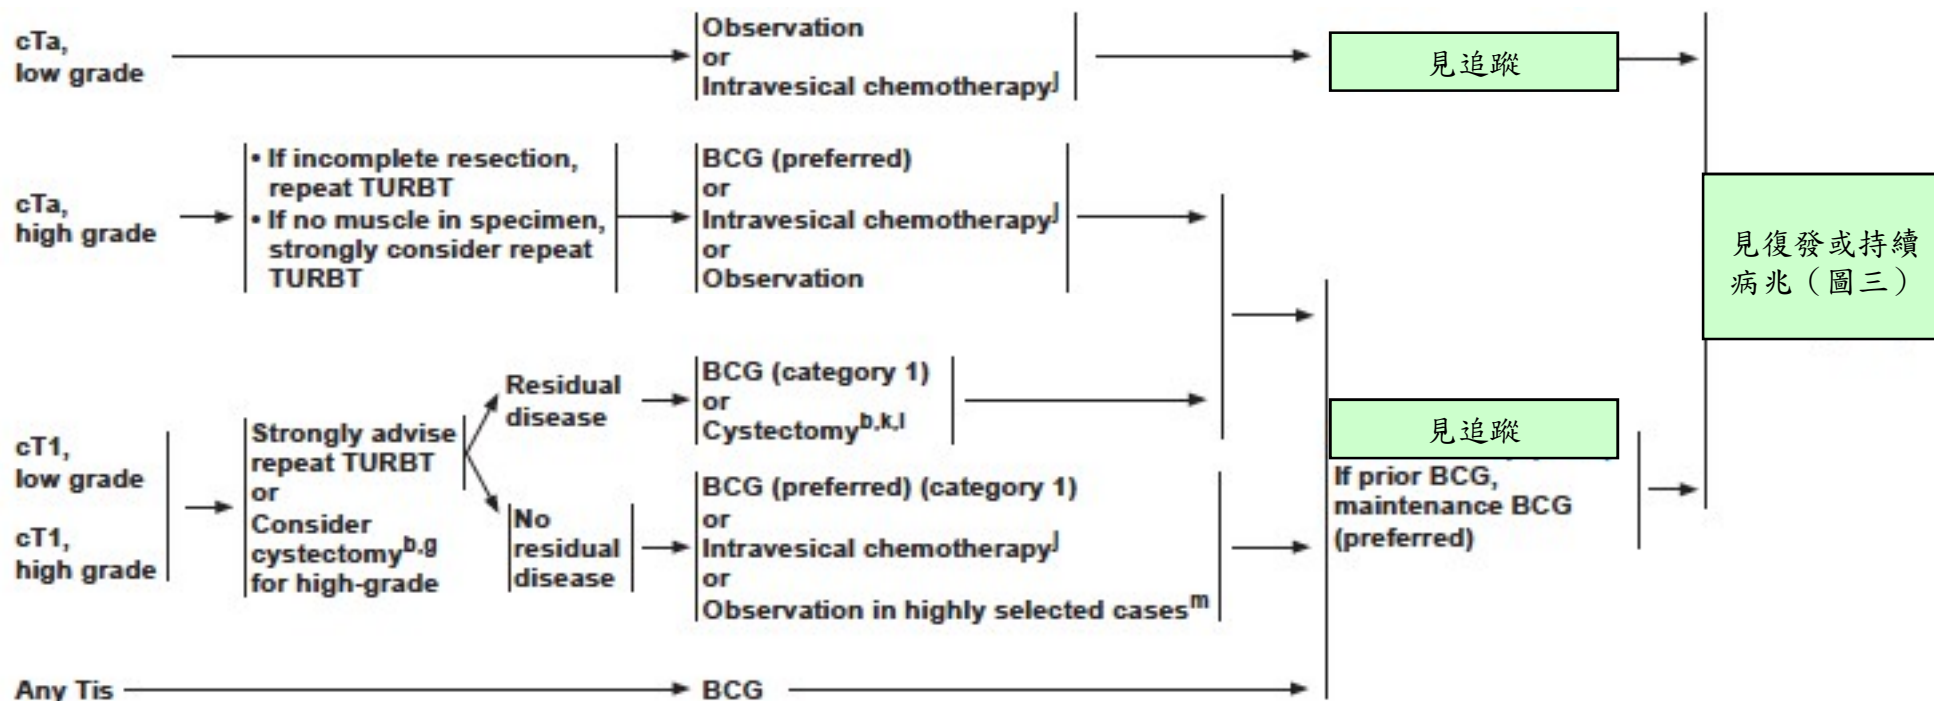 cTa,
low grade
Observation
or
Intravesical chemotherapyʲ
見追蹤
cTa,
high grade
• If incomplete resection,
repeat TURBT
• If no muscle in specimen,
strongly consider repeat
TURBT
BCG (preferred)
or
Intravesical chemotherapyʲ
or
Observation
見復發或持續
病兆（圖三）
cT1,
low grade
cT1,
high grade
Strongly advise
repeat TURBT
or
Consider
cystectomyᵇ,ᵍ
for high-grade
Residual
disease
BCG (category 1)
or
Cystectomyᵇ,ᵏ,ˡ
No
residual
disease
BCG (preferred) (category 1)
or
Intravesical chemotherapyʲ
or
Observation in highly selected casesᵐ
見追蹤
If prior BCG,
maintenance BCG
(preferred)
Any Tis
BCG